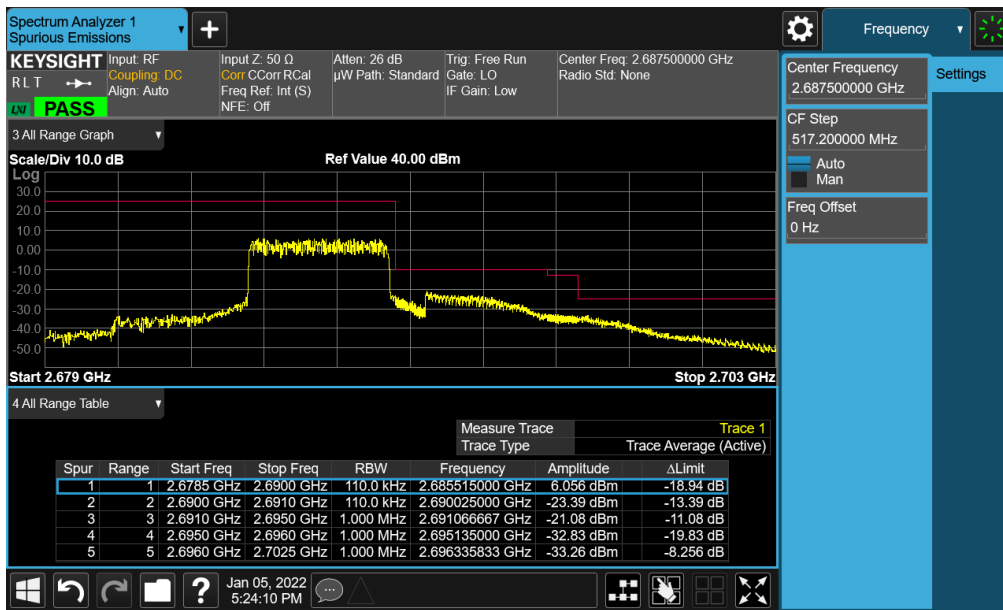 Spectrum Analyzer 1
Spurious Emissions
+
Frequency
KEYSIGHT Input: RF Input Z: 50 Ω Atten: 26 dB Trig: Free Run Center Freq: 2.687500000 GHz
RLT Coupling: DC Corr CCorr RCal µW Path: Standard Gate: LO Radio Std: None
Align: Auto Freq Ref: Int (S) IF Gain: Low
LXI PASS NFE: Off
Center Frequency
2.687500000 GHz
Settings
CF Step
517.200000 MHz
Auto
Man
Freq Offset
0 Hz
3 All Range Graph
Scale/Div 10.0 dB Ref Value 40.00 dBm
Log
30.0
20.0
10.0
0.00
-10.0
-20.0
-30.0
-40.0
-50.0
Start 2.679 GHz Stop 2.703 GHz
4 All Range Table
Measure Trace Trace 1
Trace Type Trace Average (Active)
Spur Range Start Freq Stop Freq RBW Frequency Amplitude ΔLimit
1 1 2.6785 GHz 2.6900 GHz 110.0 kHz 2.685515000 GHz 6.056 dBm -18.94 dB
2 2 2.6900 GHz 2.6910 GHz 110.0 kHz 2.690025000 GHz -23.39 dBm -13.39 dB
3 3 2.6910 GHz 2.6950 GHz 1.000 MHz 2.691066667 GHz -21.08 dBm -11.08 dB
4 4 2.6950 GHz 2.6960 GHz 1.000 MHz 2.695135000 GHz -32.83 dBm -19.83 dB
5 5 2.6960 GHz 2.7025 GHz 1.000 MHz 2.696335833 GHz -33.26 dBm -8.256 dB
?
Jan 05, 2022
5:24:10 PM